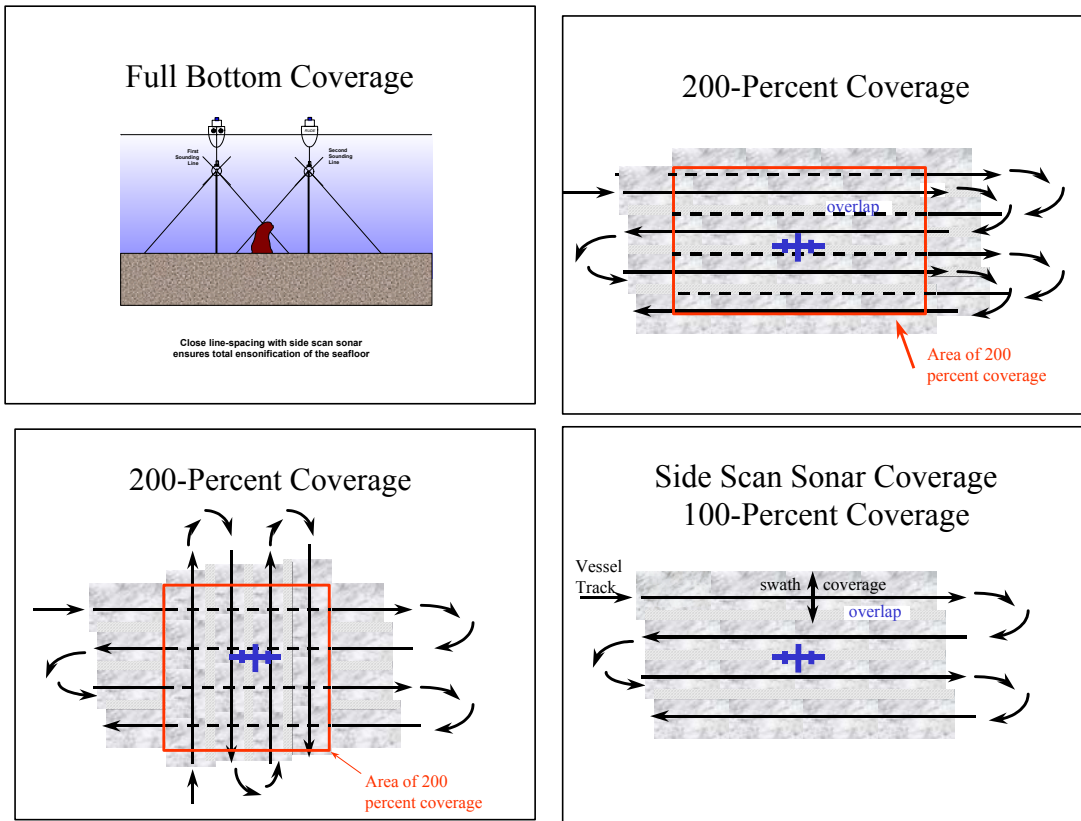 Full Bottom Coverage
First
Sounding
Line
Second
Sounding
Line
Close line-spacing with side scan sonar
ensures total ensonification of the seafloor
200-Percent Coverage
overlap
Area of 200
percent coverage
200-Percent Coverage
Area of 200
percent coverage
Side Scan Sonar Coverage
100-Percent Coverage
Vessel
Track
swath coverage
overlap